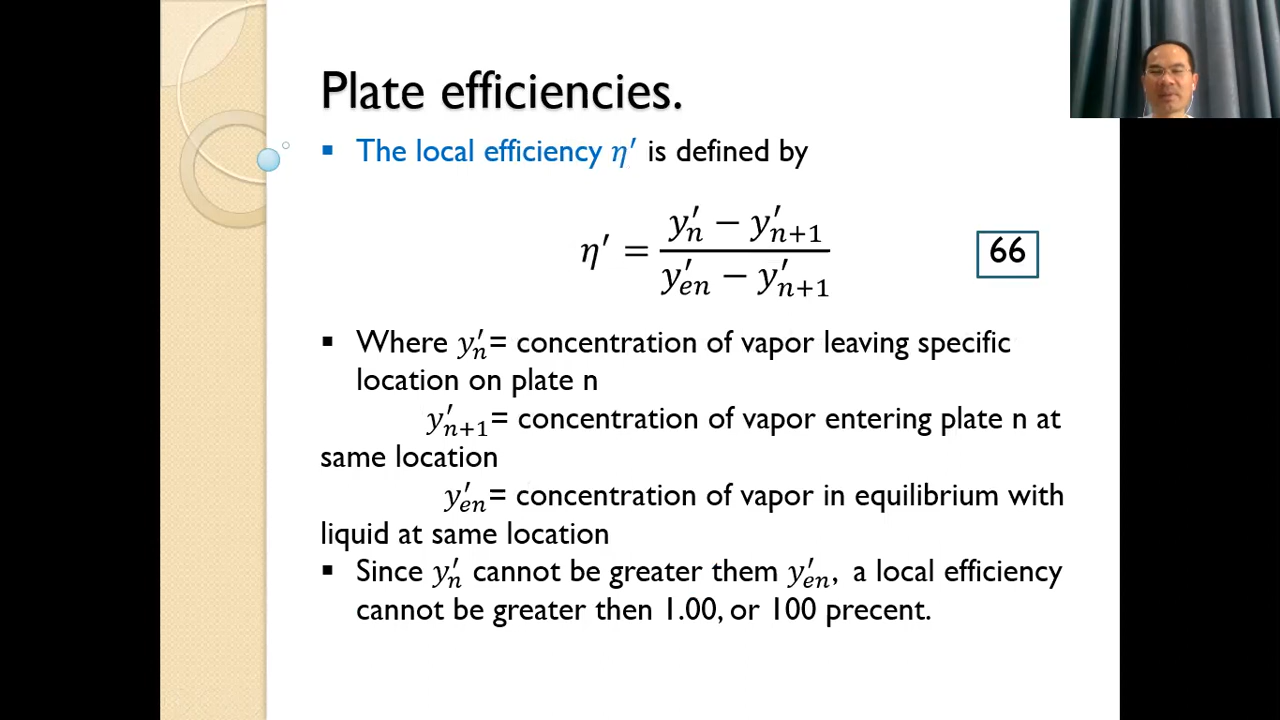 Plate efficiencies.
▪ The local efficiency η′ is defined by
η′ = (y′n − y′n+1) / (y′en − y′n+1)
66
▪ Where y′n= concentration of vapor leaving specific
location on plate n
y′n+1= concentration of vapor entering plate n at
same location
y′en= concentration of vapor in equilibrium with
liquid at same location
▪ Since y′n cannot be greater them y′en, a local efficiency
cannot be greater then 1.00, or 100 precent.